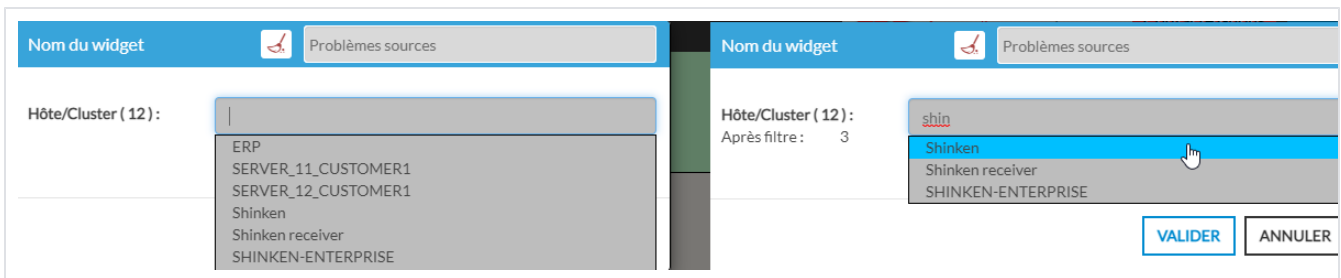 Nom du widget
Problèmes sources
Hôte/Cluster ( 12 ) :
ERP
SERVER_11_CUSTOMER1
SERVER_12_CUSTOMER1
Shinken
Shinken receiver
SHINKEN-ENTERPRISE
Nom du widget
Problèmes sources
Hôte/Cluster ( 12 ) :
shin
Après filtre : 3
Shinken
Shinken receiver
SHINKEN-ENTERPRISE
VALIDER
ANNULER